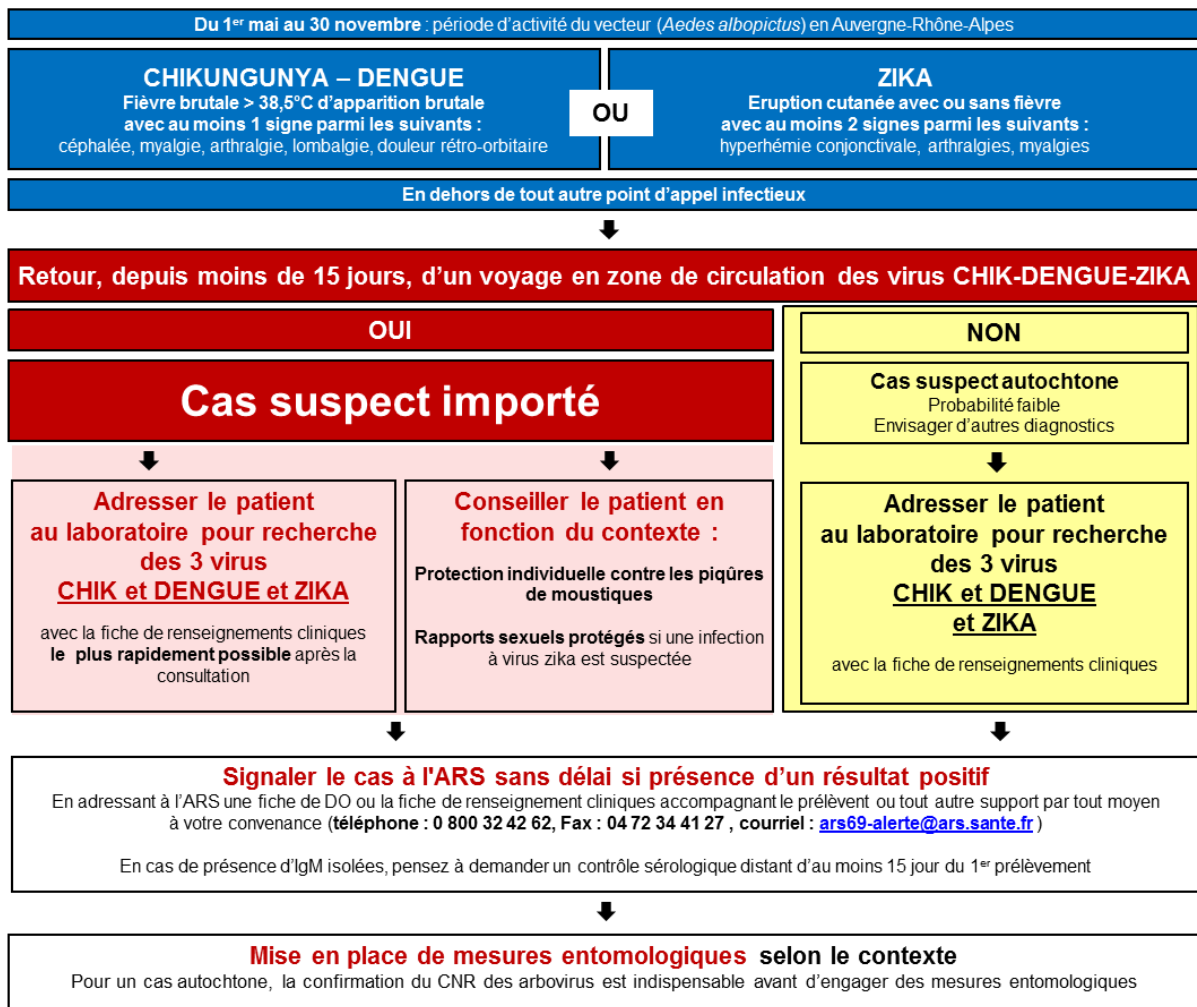 Du 1er mai au 30 novembre : période d’activité du vecteur (Aedes albopictus) en Auvergne-Rhône-Alpes
CHIKUNGUNYA – DENGUE
Fièvre brutale > 38,5°C d’apparition brutale
avec au moins 1 signe parmi les suivants :
céphalée, myalgie, arthralgie, lombalgie, douleur rétro-orbitaire
OU
ZIKA
Eruption cutanée avec ou sans fièvre
avec au moins 2 signes parmi les suivants :
hyperhémie conjonctivale, arthralgies, myalgies
En dehors de tout autre point d’appel infectieux
Retour, depuis moins de 15 jours, d’un voyage en zone de circulation des virus CHIK-DENGUE-ZIKA
OUI
Cas suspect importé
Adresser le patient
au laboratoire pour recherche
des 3 virus
CHIK et DENGUE et ZIKA
avec la fiche de renseignements cliniques
le plus rapidement possible après la
consultation
Conseiller le patient en
fonction du contexte :
Protection individuelle contre les piqûres
de moustiques
Rapports sexuels protégés si une infection
à virus zika est suspectée
NON
Cas suspect autochtone
Probabilité faible
Envisager d’autres diagnostics
Adresser le patient
au laboratoire pour recherche
des 3 virus
CHIK et DENGUE
et ZIKA
avec la fiche de renseignements cliniques
Signaler le cas à l'ARS sans délai si présence d’un résultat positif
En adressant à l’ARS une fiche de DO ou la fiche de renseignement cliniques accompagnant le prélèvent ou tout autre support par tout moyen
à votre convenance (téléphone : 0 800 32 42 62, Fax : 04 72 34 41 27 , courriel : ars69-alerte@ars.sante.fr )
En cas de présence d’IgM isolées, pensez à demander un contrôle sérologique distant d’au moins 15 jour du 1er prélèvement
Mise en place de mesures entomologiques selon le contexte
Pour un cas autochtone, la confirmation du CNR des arbovirus est indispensable avant d’engager des mesures entomologiques